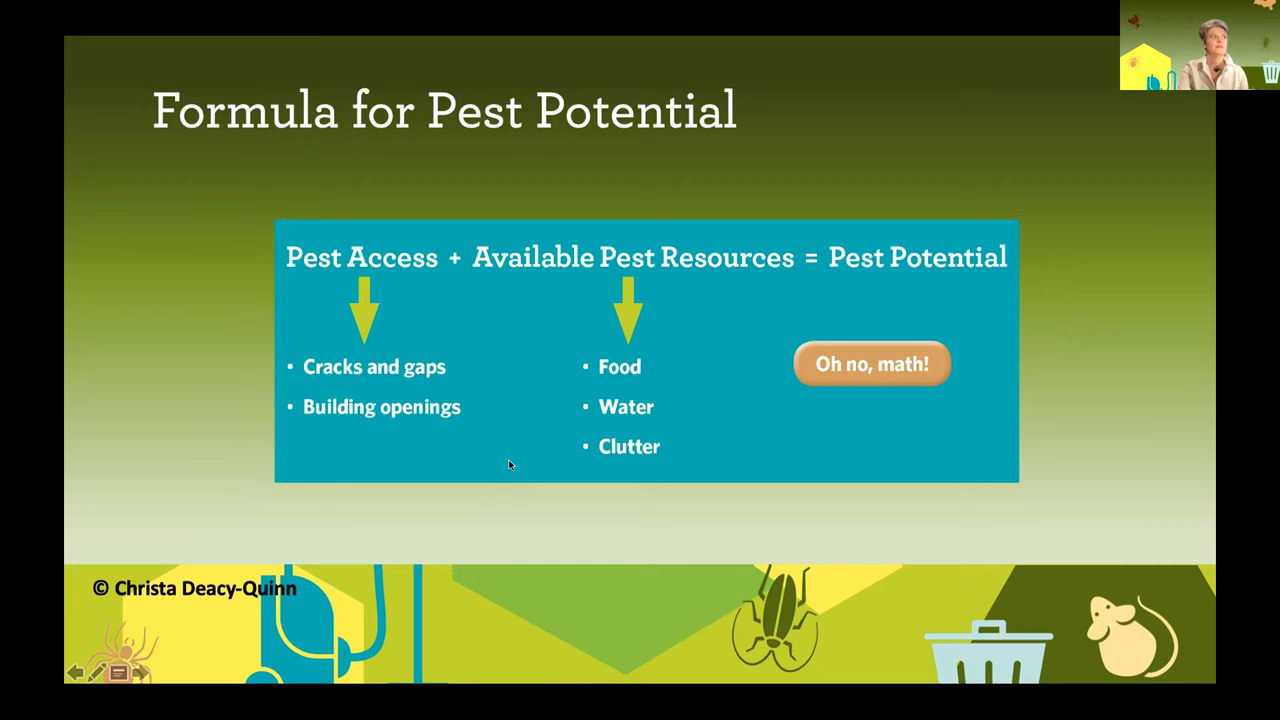 Formula for Pest Potential
Pest Access + Available Pest Resources = Pest Potential
• Cracks and gaps
• Building openings
• Food
• Water
• Clutter
Oh no, math!
© Christa Deacy-Quinn